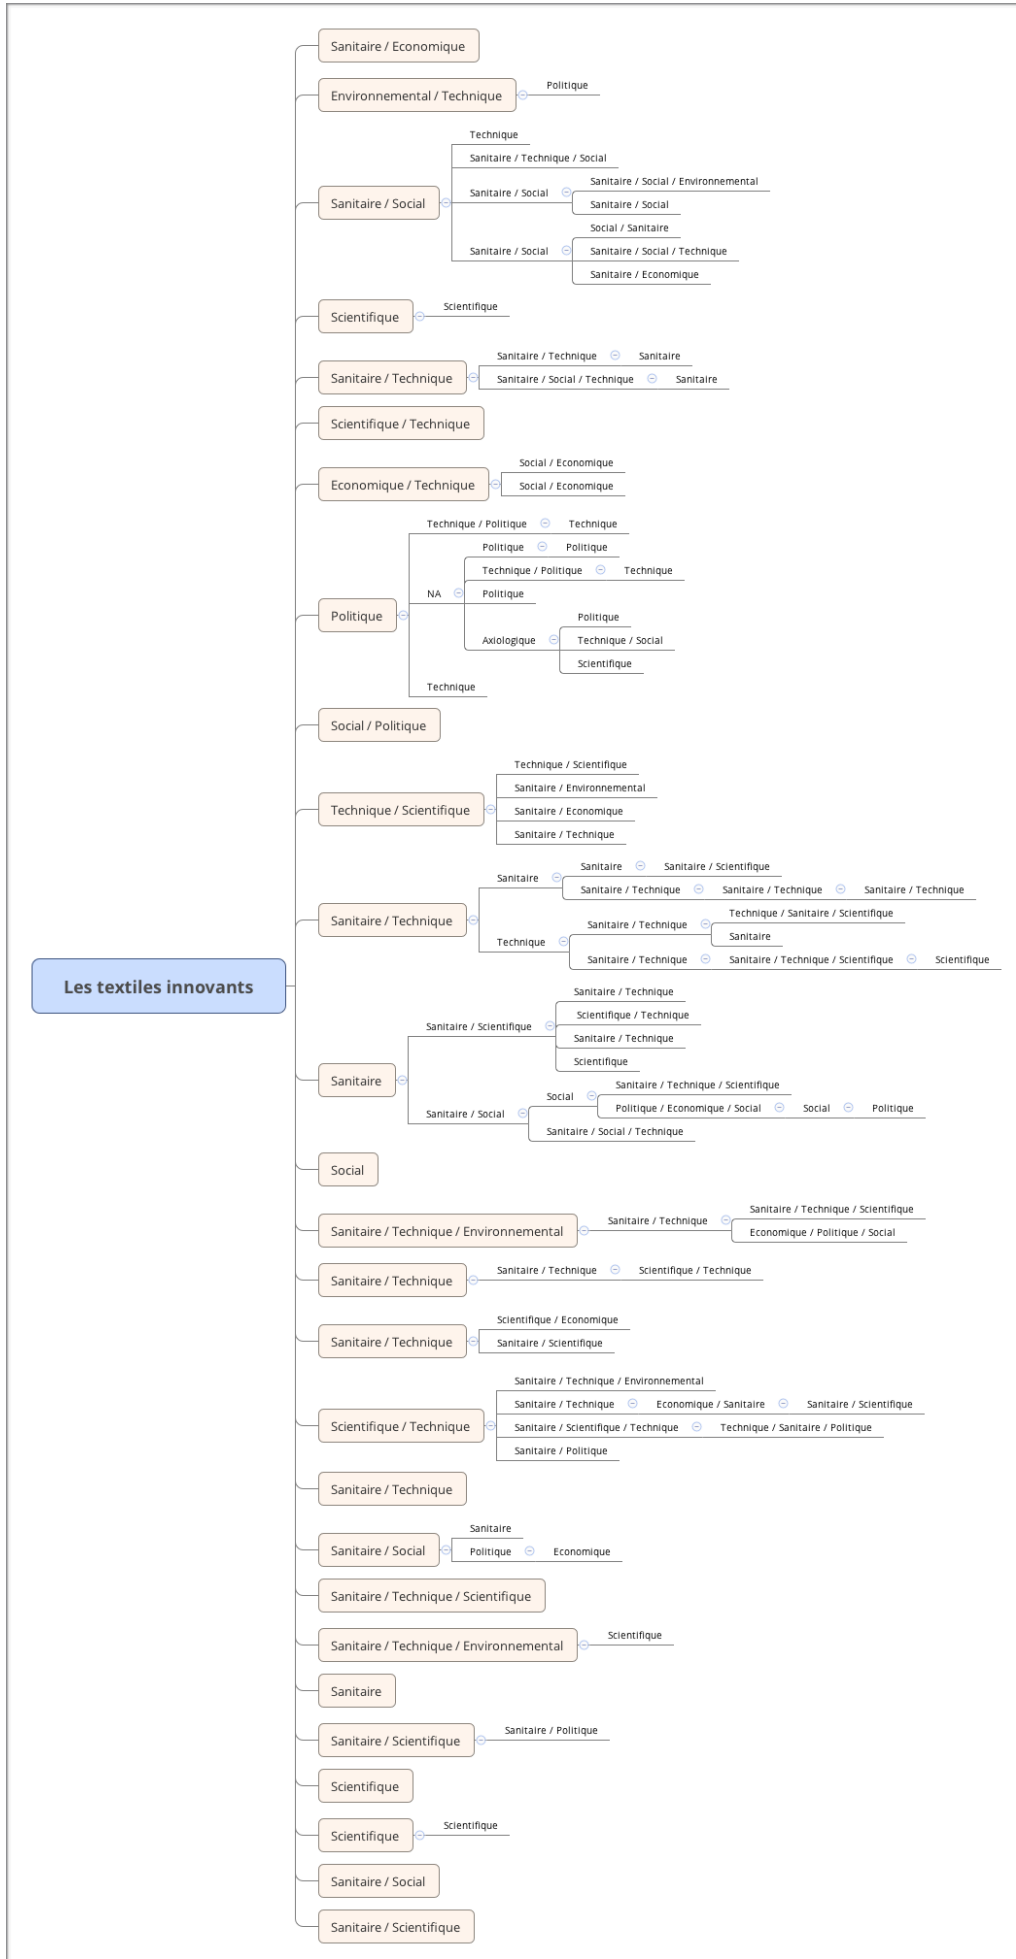 Sanitaire / Economique
Environnemental / Technique
Politique
Sanitaire / Social
Technique
Sanitaire / Technique / Social
Sanitaire / Social
Sanitaire / Social / Environnemental
Sanitaire / Social
Sanitaire / Social
Social / Sanitaire
Sanitaire / Social / Technique
Sanitaire / Economique
Scientifique
Scientifique
Sanitaire / Technique
Sanitaire / Technique
Sanitaire
Sanitaire / Social / Technique
Sanitaire
Scientifique / Technique
Economique / Technique
Social / Economique
Social / Economique
Politique
Technique / Politique
Technique
NA
Politique
Politique
Technique / Politique
Technique
Politique
Axiologique
Politique
Technique / Social
Scientifique
Technique
Social / Politique
Technique / Scientifique
Technique / Scientifique
Sanitaire / Environnemental
Sanitaire / Economique
Sanitaire / Technique
Sanitaire / Technique
Sanitaire
Sanitaire
Sanitaire / Scientifique
Sanitaire / Technique
Sanitaire / Technique
Sanitaire / Technique
Technique
Sanitaire / Technique
Technique / Sanitaire / Scientifique
Sanitaire
Sanitaire / Technique
Sanitaire / Technique / Scientifique
Scientifique
Les textiles innovants
Sanitaire
Sanitaire / Scientifique
Sanitaire / Technique
Scientifique / Technique
Sanitaire / Technique
Scientifique
Sanitaire / Social
Social
Sanitaire / Technique / Scientifique
Politique / Economique / Social
Social
Politique
Sanitaire / Social / Technique
Social
Sanitaire / Technique / Environnemental
Sanitaire / Technique
Sanitaire / Technique / Scientifique
Economique / Politique / Social
Sanitaire / Technique
Sanitaire / Technique
Scientifique / Technique
Sanitaire / Technique
Scientifique / Economique
Sanitaire / Scientifique
Scientifique / Technique
Sanitaire / Technique / Environnemental
Sanitaire / Technique
Economique / Sanitaire
Sanitaire / Scientifique
Sanitaire / Scientifique / Technique
Technique / Sanitaire / Politique
Sanitaire / Politique
Sanitaire / Technique
Sanitaire / Social
Sanitaire
Politique
Economique
Sanitaire / Technique / Scientifique
Sanitaire / Technique / Environnemental
Scientifique
Sanitaire
Sanitaire / Scientifique
Sanitaire / Politique
Scientifique
Scientifique
Scientifique
Sanitaire / Social
Sanitaire / Scientifique